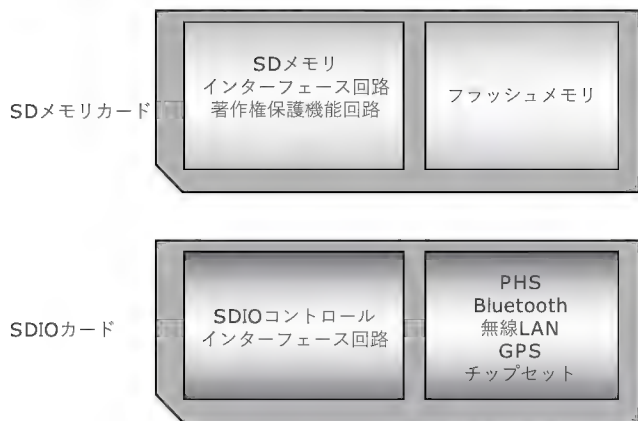 SDメモリカード
SDメモリ
インターフェース回路
著作権保護機能回路
フラッシュメモリ
SDIOカード
SDIOコントロール
インターフェース回路
PHS
Bluetooth
無線LAN
GPS
チップセット